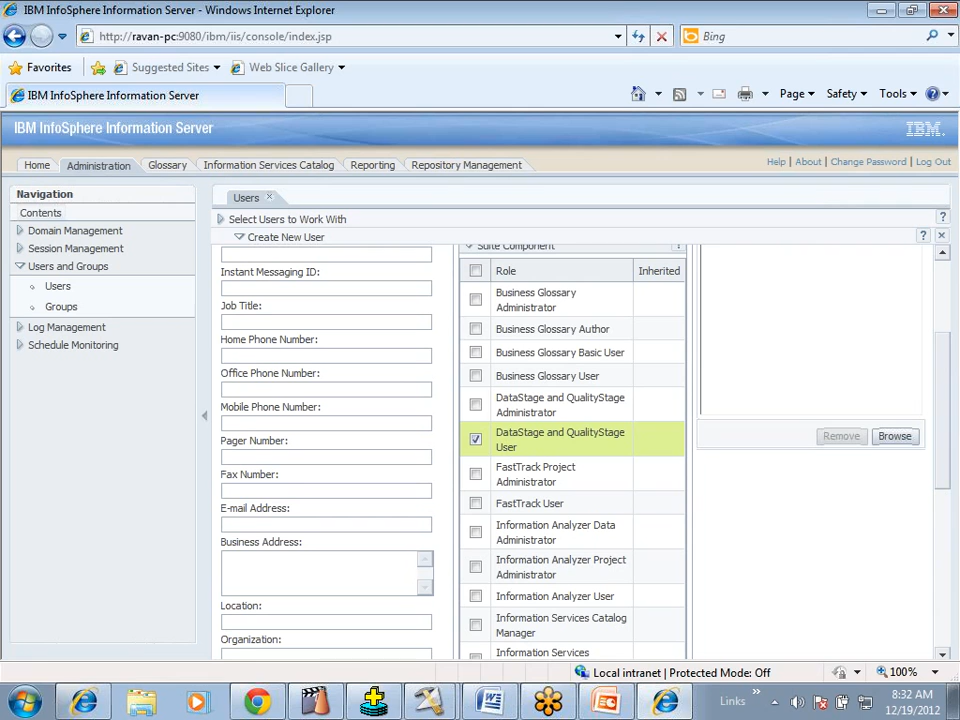 IBM InfoSphere Information Server - Windows Internet Explorer
http://ravan-pc:9080/ibm/iis/console/index.jsp
Bing
Favorites
Suggested Sites
Web Slice Gallery
IBM InfoSphere Information Server
Page
Safety
Tools
IBM InfoSphere Information Server
IBM.
Home
Administration
Glossary
Information Services Catalog
Reporting
Repository Management
Help | About | Change Password | Log Out
Navigation
Contents
Domain Management
Session Management
Users and Groups
Users
Groups
Log Management
Schedule Monitoring
Users
Select Users to Work With
Create New User
Instant Messaging ID:
Job Title:
Home Phone Number:
Office Phone Number:
Mobile Phone Number:
Pager Number:
Fax Number:
E-mail Address:
Business Address:
Location:
Organization:
Suite Component
Role
Inherited
Business Glossary
Administrator
Business Glossary Author
Business Glossary Basic User
Business Glossary User
DataStage and QualityStage
Administrator
DataStage and QualityStage
User
FastTrack Project
Administrator
FastTrack User
Information Analyzer Data
Administrator
Information Analyzer Project
Administrator
Information Analyzer User
Information Services Catalog
Manager
Information Services
Remove
Browse
Local intranet | Protected Mode: Off
100%
Links
8:32 AM
12/19/2012